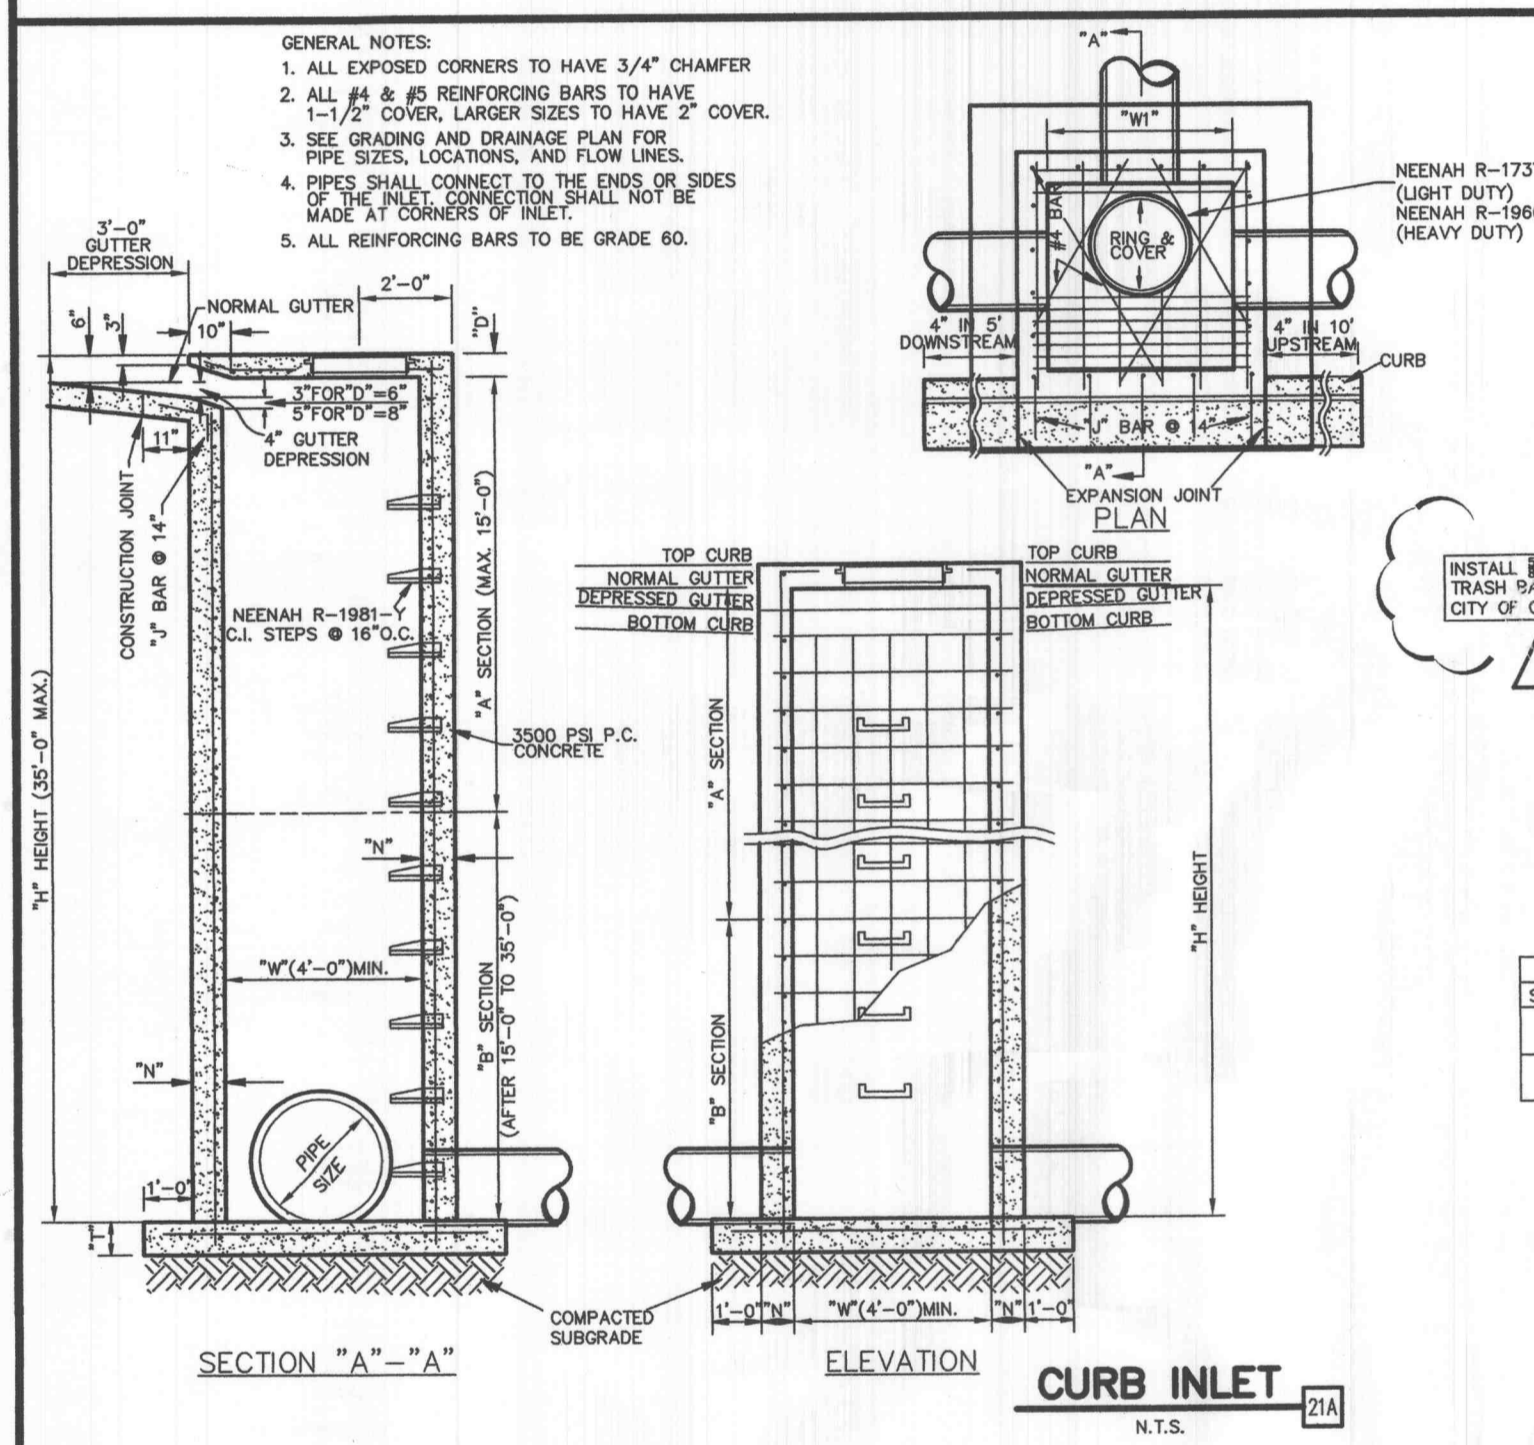 GENERAL NOTES:
1. ALL EXPOSED CORNERS TO HAVE 3/4" CHAMFER
2. ALL #4 & #5 REINFORCING BARS TO HAVE
1-1/2" COVER, LARGER SIZES TO HAVE 2" COVER.
3. SEE GRADING AND DRAINAGE PLAN FOR
PIPE SIZES, LOCATIONS, AND FLOW LINES.
4. PIPES SHALL CONNECT TO THE ENDS OR SIDES
OF THE INLET. CONNECTION SHALL NOT BE
MADE AT CORNERS OF INLET.
5. ALL REINFORCING BARS TO BE GRADE 60.
3'-0"
GUTTER
DEPRESSION
2'-0"
NORMAL GUTTER
6"
3"
10"
"D"
3"FOR"D"=6"
5"FOR"D"=8"
4" GUTTER
DEPRESSION
11"
CONSTRUCTION JOINT
"J" BAR @ 14"
NEENAH R-1981-Y
C.I. STEPS @ 16"O.C.
"A" SECTION (MAX. 15'-0")
"H" HEIGHT (35'-0" MAX.)
3500 PSI P.C.
CONCRETE
"N"
"W"(4'-0")MIN.
"B" SECTION
(AFTER 15'-0" TO 35'-0")
"N"
PIPE
SIZE
1'-0"
"T"
COMPACTED
SUBGRADE
SECTION "A"-"A"
"A"
"W1"
#4 BAR
RING &
COVER
NEENAH R-1737
(LIGHT DUTY)
NEENAH R-1960
(HEAVY DUTY)
4" IN 5'
DOWNSTREAM
4" IN 10'
UPSTREAM
CURB
"J" BAR @ 14"
"A"
EXPANSION JOINT
PLAN
TOP CURB
NORMAL GUTTER
DEPRESSED GUTTER
BOTTOM CURB
TOP CURB
NORMAL GUTTER
DEPRESSED GUTTER
BOTTOM CURB
INSTALL
TRASH BA
CITY OF
"A" SECTION
"B" SECTION
"H" HEIGHT
1'-0"
"N"
"W"(4'-0")MIN.
"N"
1'-0"
ELEVATION
CURB INLET
21A
N.T.S.